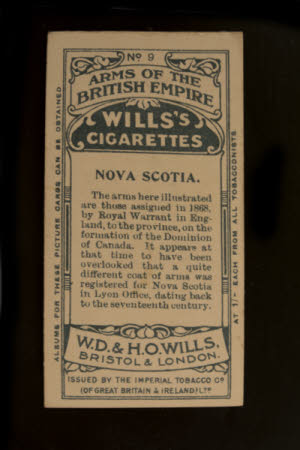 No 9
ARMS OF THE
BRITISH EMPIRE
WILLS'S
CIGARETTES
NOVA SCOTIA.
The arms here illustrated
are those assigned in 1868,
by Royal Warrant in Eng-
land, to the province, on the
formation of the Dominion
of Canada. It appears at
that time to have been
overlooked that a quite
different coat of arms was
registered for Nova Scotia
in Lyon Office, dating back
to the seventeenth century.
W.D. & H.O. WILLS.
BRISTOL & LONDON.
ISSUED BY THE IMPERIAL TOBACCO Co
(OF GREAT BRITAIN & IRELAND) LTD
ALBUMS FOR THESE PICTURE CARDS CAN BE OBTAINED
AT 1/- EACH FROM ALL TOBACCONISTS.